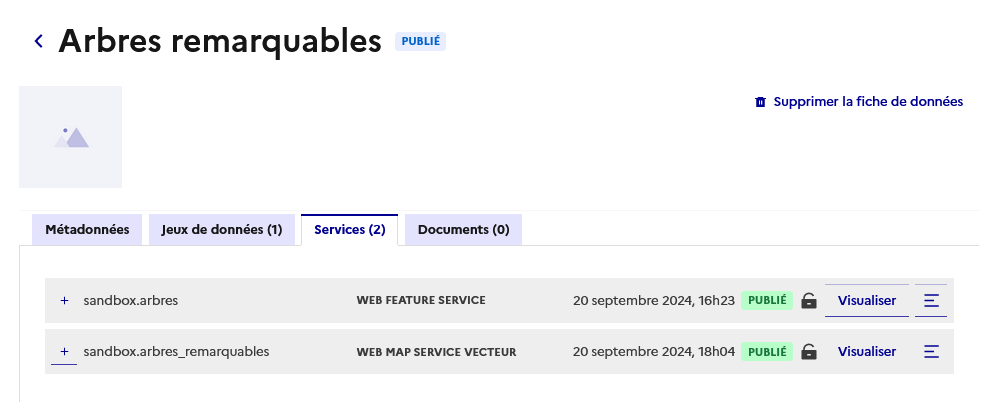 Arbres remarquables PUBLIÉ
Supprimer la fiche de données
Métadonnées Jeux de données (1) Services (2) Documents (0)
+ sandbox.arbres WEB FEATURE SERVICE 20 septembre 2024, 16h23 PUBLIÉ Visualiser
+ sandbox.arbres_remarquables WEB MAP SERVICE VECTEUR 20 septembre 2024, 18h04 PUBLIÉ Visualiser